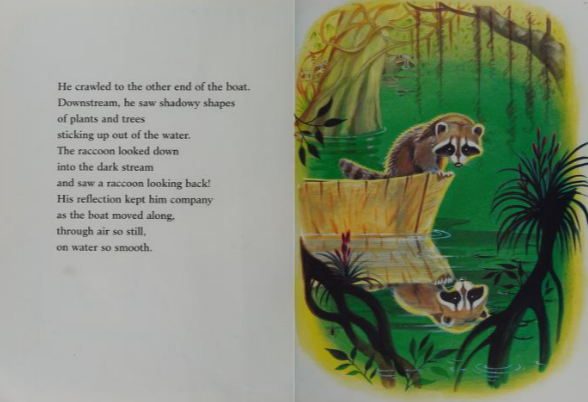 He crawled to the other end of the boat.
Downstream, he saw shadowy shapes
of plants and trees
sticking up out of the water.
The raccoon looked down
into the dark stream
and saw a raccoon looking back!
His reflection kept him company
as the boat moved along,
through air so still,
on water so smooth.